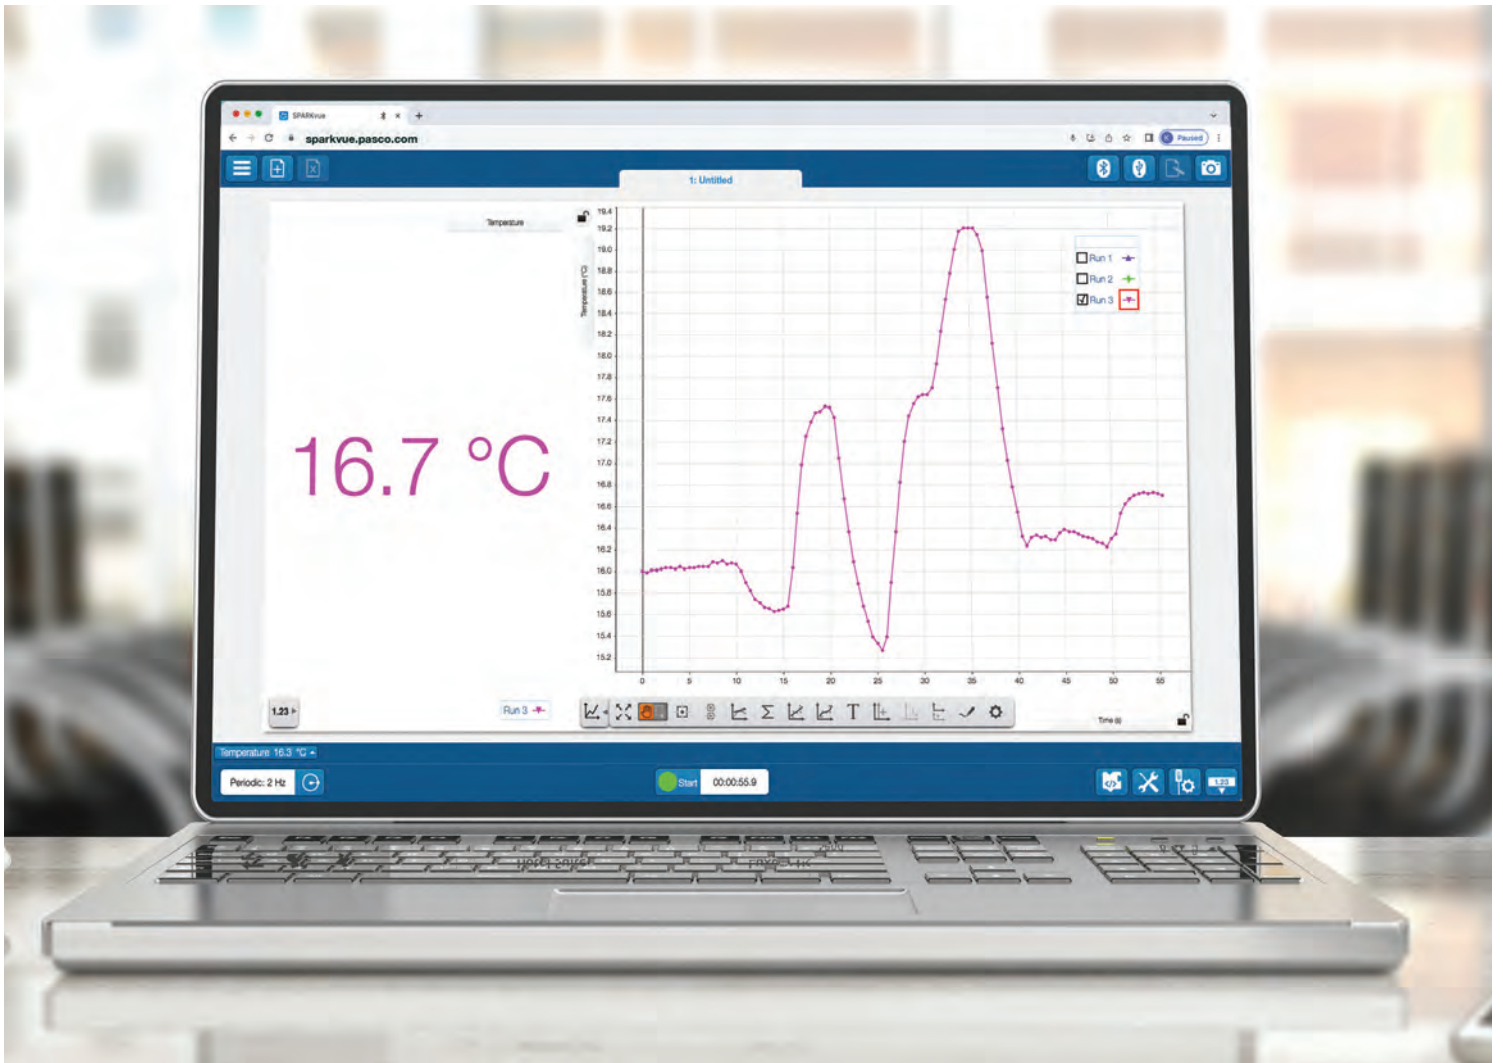 SPARKvue
sparkvue.pasco.com
Paused
1: Untitled
Temperature
16.7 °C
1.23
Run 3
Temperature (°C)
19.4
19.2
19.0
18.8
18.6
18.4
18.2
18.0
17.8
17.6
17.4
17.2
17.0
16.8
16.6
16.4
16.2
16.0
15.8
15.6
15.4
15.2
Run 1
Run 2
Run 3
0 5 10 15 20 25 30 35 40 45 50 55
Σ
T
Time (s)
Temperature 16.3 °C
Periodic: 2 Hz
Start
00:00:55.9
1.23